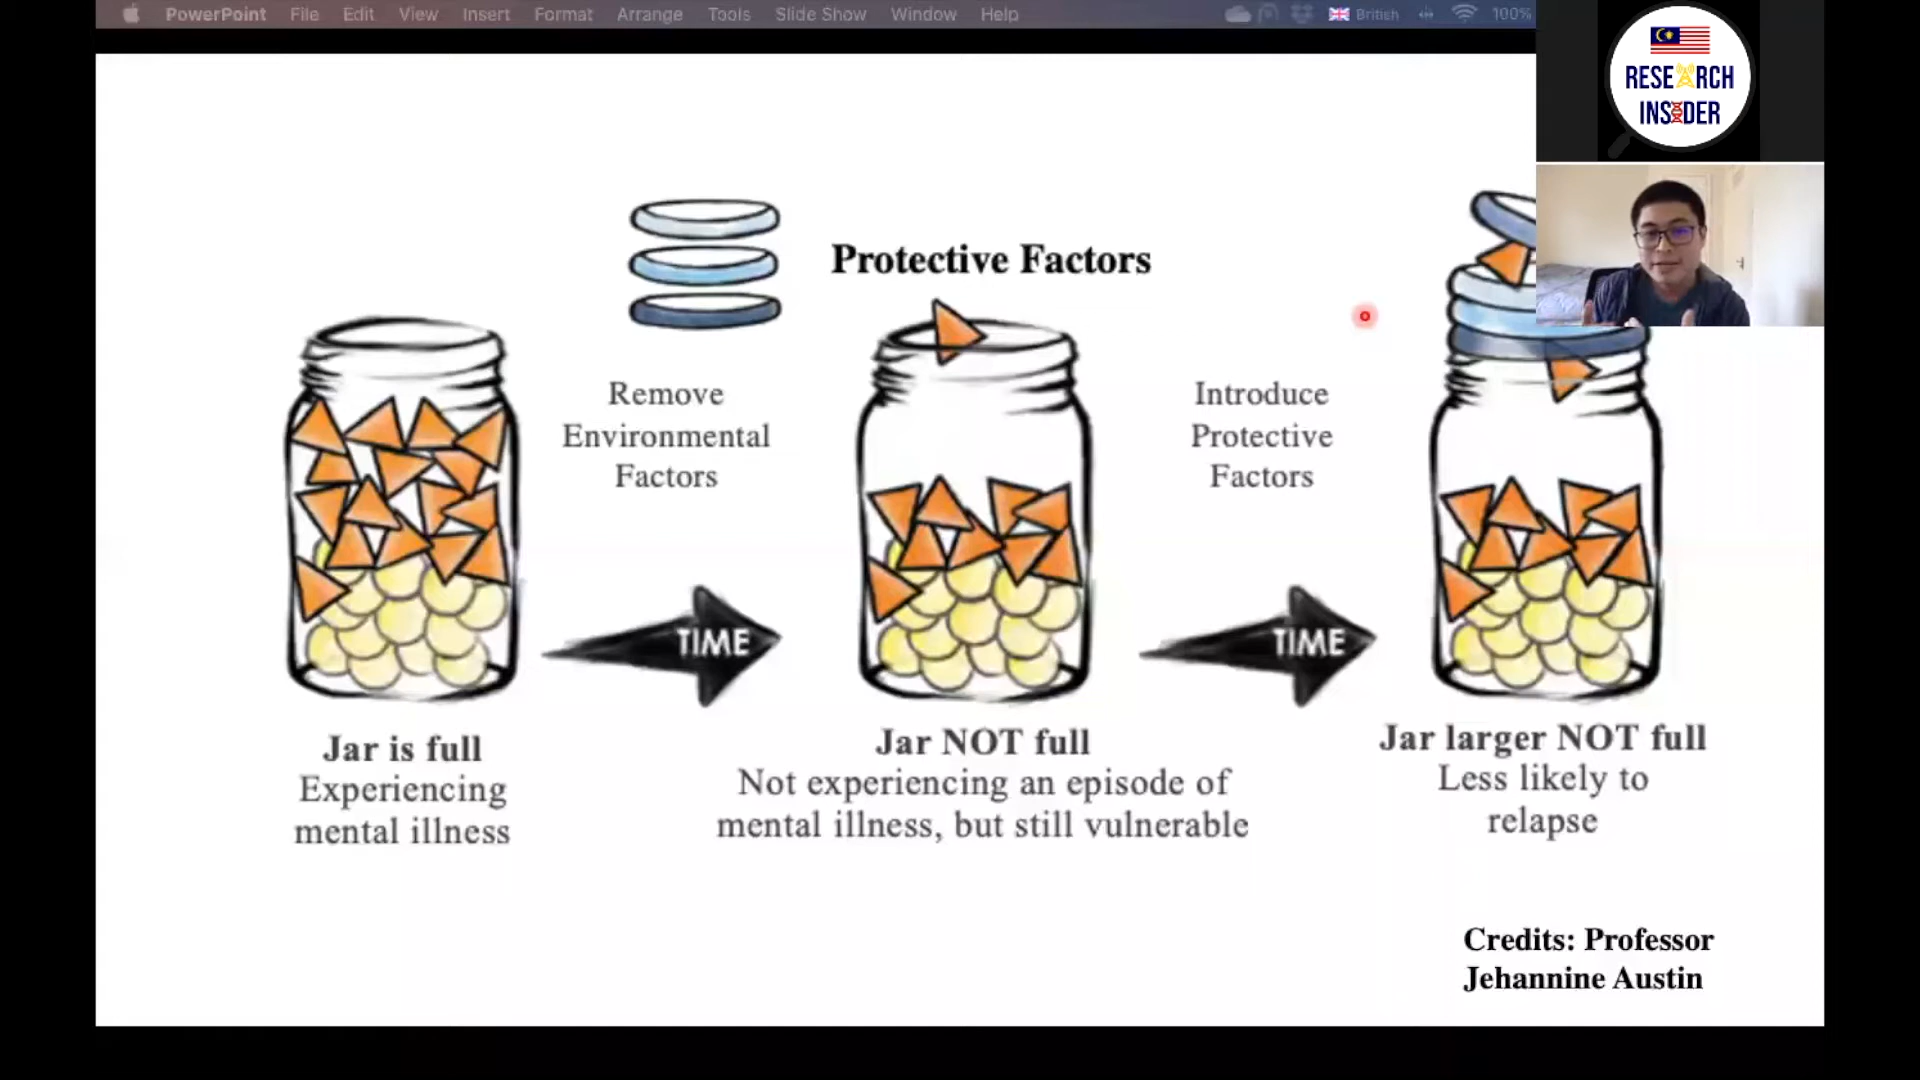 PowerPoint File Edit View Insert Format Arrange Tools Slide Show Window Help British 100%
RESEARCH
INSIDER
Protective Factors
Remove
Environmental
Factors
Introduce
Protective
Factors
TIME
TIME
Jar is full
Experiencing
mental illness
Jar NOT full
Not experiencing an episode of
mental illness, but still vulnerable
Jar larger NOT full
Less likely to
relapse
Credits: Professor
Jehannine Austin